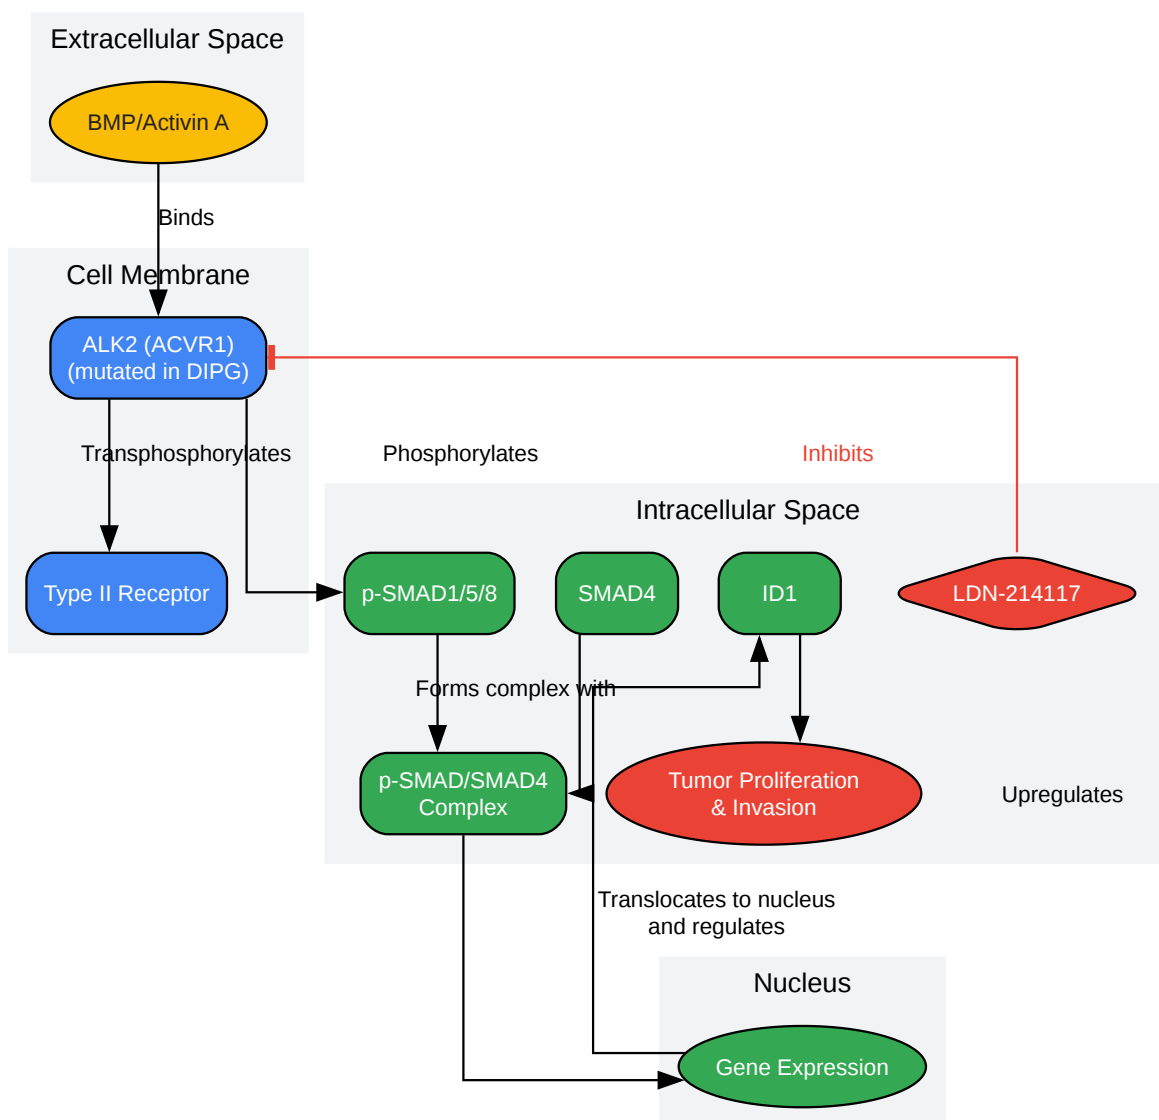 Extracellular Space
BMP/Activin A
Binds
Cell Membrane
ALK2 (ACVR1)
(mutated in DIPG)
Transphosphorylates
Phosphorylates
Inhibits
Intracellular Space
Type II Receptor
p-SMAD1/5/8
SMAD4
ID1
LDN-214117
Forms complex with
p-SMAD/SMAD4
Complex
Tumor Proliferation
& Invasion
Upregulates
Translocates to nucleus
and regulates
Nucleus
Gene Expression